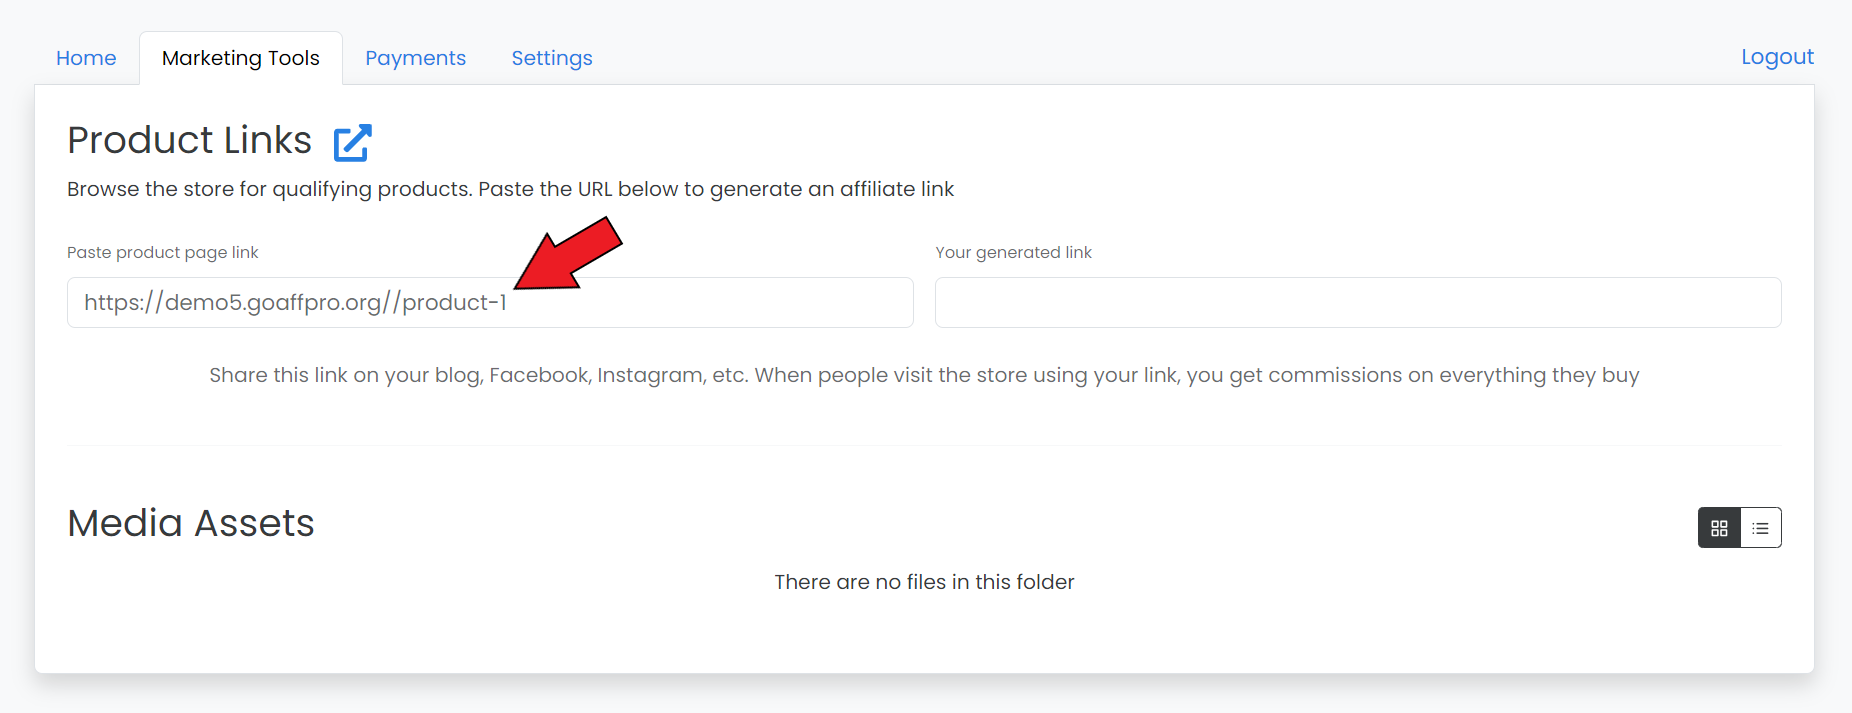 Home Marketing Tools Payments Settings Logout
Product Links
Browse the store for qualifying products. Paste the URL below to generate an affiliate link
Paste product page link Your generated link
https://demo5.goaffpro.org//product-1
Share this link on your blog, Facebook, Instagram, etc. When people visit the store using your link, you get commissions on everything they buy
Media Assets
There are no files in this folder